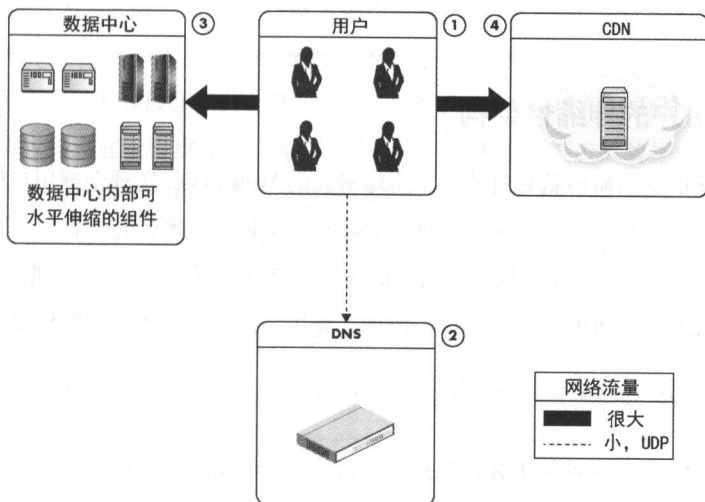 数据中心
③
用户
①
④
CDN
数据中心内部可
水平伸缩的组件
DNS
②
网络流量
很大
小，UDP